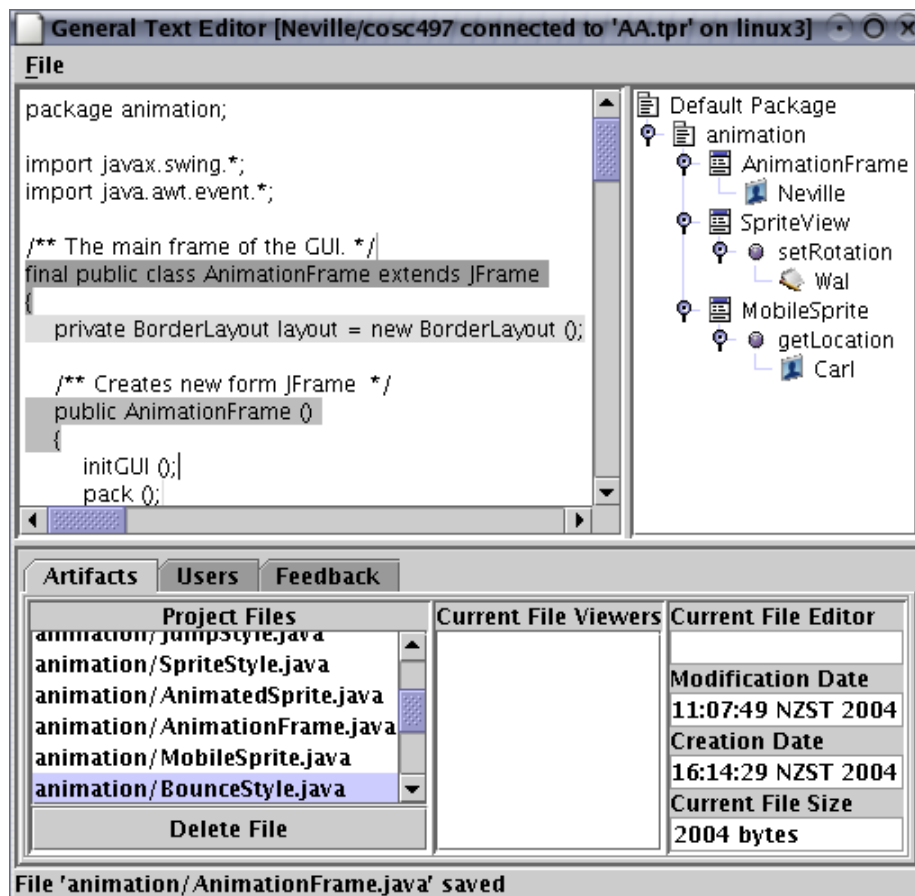 General Text Editor [Neville/cosc497 connected to 'AA.tpr' on linux3]
File
package animation;
import javax.swing.*;
import java.awt.event.*;
/** The main frame of the GUI. */
final public class AnimationFrame extends JFrame
{
private BorderLayout layout = new BorderLayout ();
/** Creates new form JFrame */
public AnimationFrame ()
{
initGUI ();
pack ();
Default Package
animation
AnimationFrame
Neville
SpriteView
setRotation
Wal
MobileSprite
getLocation
Carl
Artifacts
Users
Feedback
Project Files
animation/JumpStyle.java
animation/SpriteStyle.java
animation/AnimatedSprite.java
animation/AnimationFrame.java
animation/MobileSprite.java
animation/BounceStyle.java
Delete File
Current File Viewers
Current File Editor
Modification Date
11:07:49 NZST 2004
Creation Date
16:14:29 NZST 2004
Current File Size
2004 bytes
File 'animation/AnimationFrame.java' saved